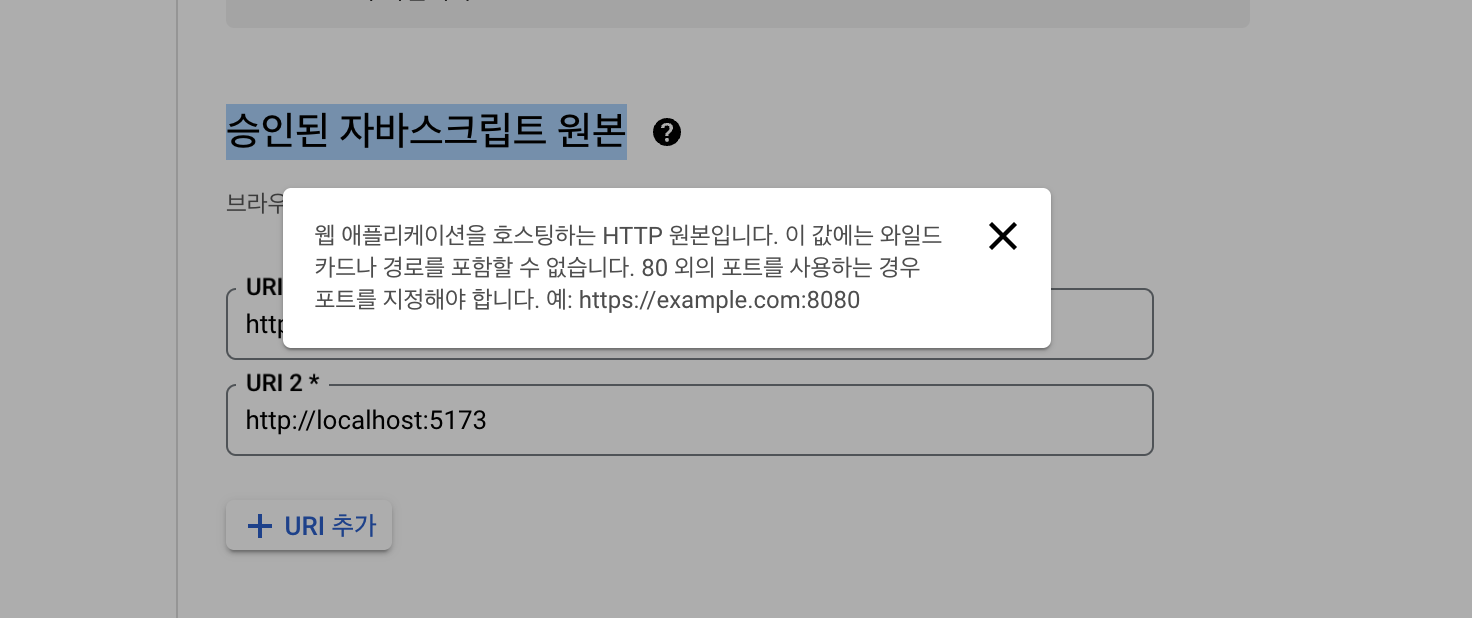 승인된 자바스크립트 원본
브라우
웹 애플리케이션을 호스팅하는 HTTP 원본입니다. 이 값에는 와일드
카드나 경로를 포함할 수 없습니다. 80 외의 포트를 사용하는 경우
포트를 지정해야 합니다. 예: https://example.com:8080
URI
http
URI 2 *
http://localhost:5173
URI 추가